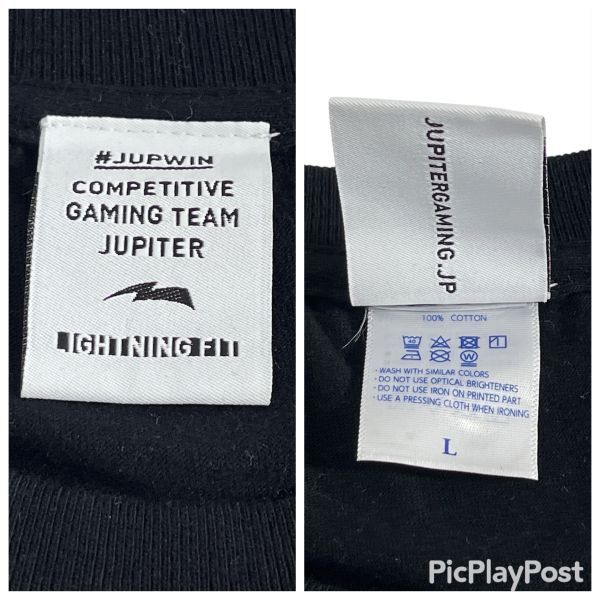 #JUPWIN
COMPETITIVE
GAMING TEAM
JUPITER
LIGHTNING FIT
JUPITERGAMING.JP
100% COTTON
40
W
・WASH WITH SIMILAR COLORS
・DO NOT USE OPTICAL BRIGHTENERS
・DO NOT USE IRON ON PRINTED PART
・USE A PRESSING CLOTH WHEN IRONING
L
PicPlayPost